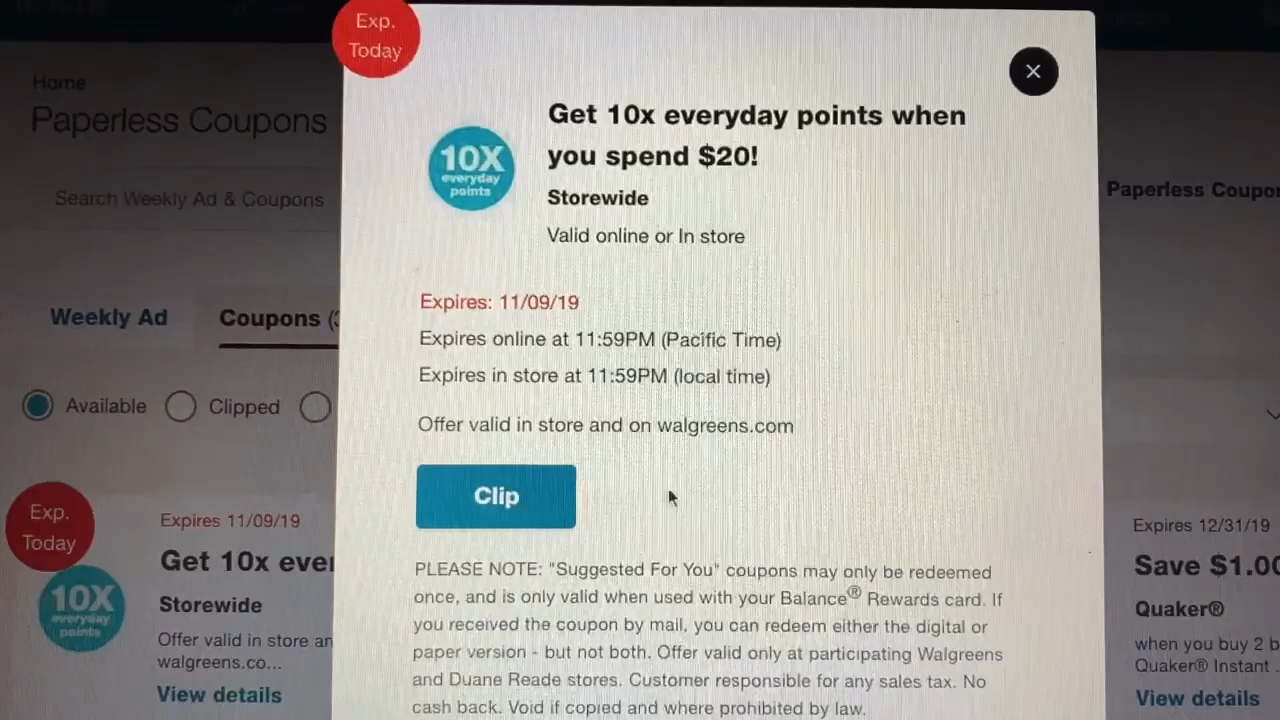 Exp.
Today
Home
Paperless Coupons
Search Weekly Ad & Coupons
Weekly Ad
Coupons
Available
Clipped
Get 10x everyday points when
you spend $20!
10X
everyday
points
Storewide
Valid online or In store
Expires: 11/09/19
Expires online at 11:59PM (Pacific Time)
Expires in store at 11:59PM (local time)
Offer valid in store and on walgreens.com
Clip
PLEASE NOTE: "Suggested For You" coupons may only be redeemed
once, and is only valid when used with your Balance® Rewards card. If
you received the coupon by mail, you can redeem either the digital or
paper version - but not both. Offer valid only at participating Walgreens
and Duane Reade stores. Customer responsible for any sales tax. No
cash back. Void if copied and where prohibited by law.
Exp.
Today
10X
everyday
points
Expires 11/09/19
Get 10x ever
Storewide
Offer valid in store an
walgreens.co...
View details
Paperless Coupo
Expires 12/31/19
Save $1.00
Quaker®
when you buy 2 b
Quaker® Instant
View details